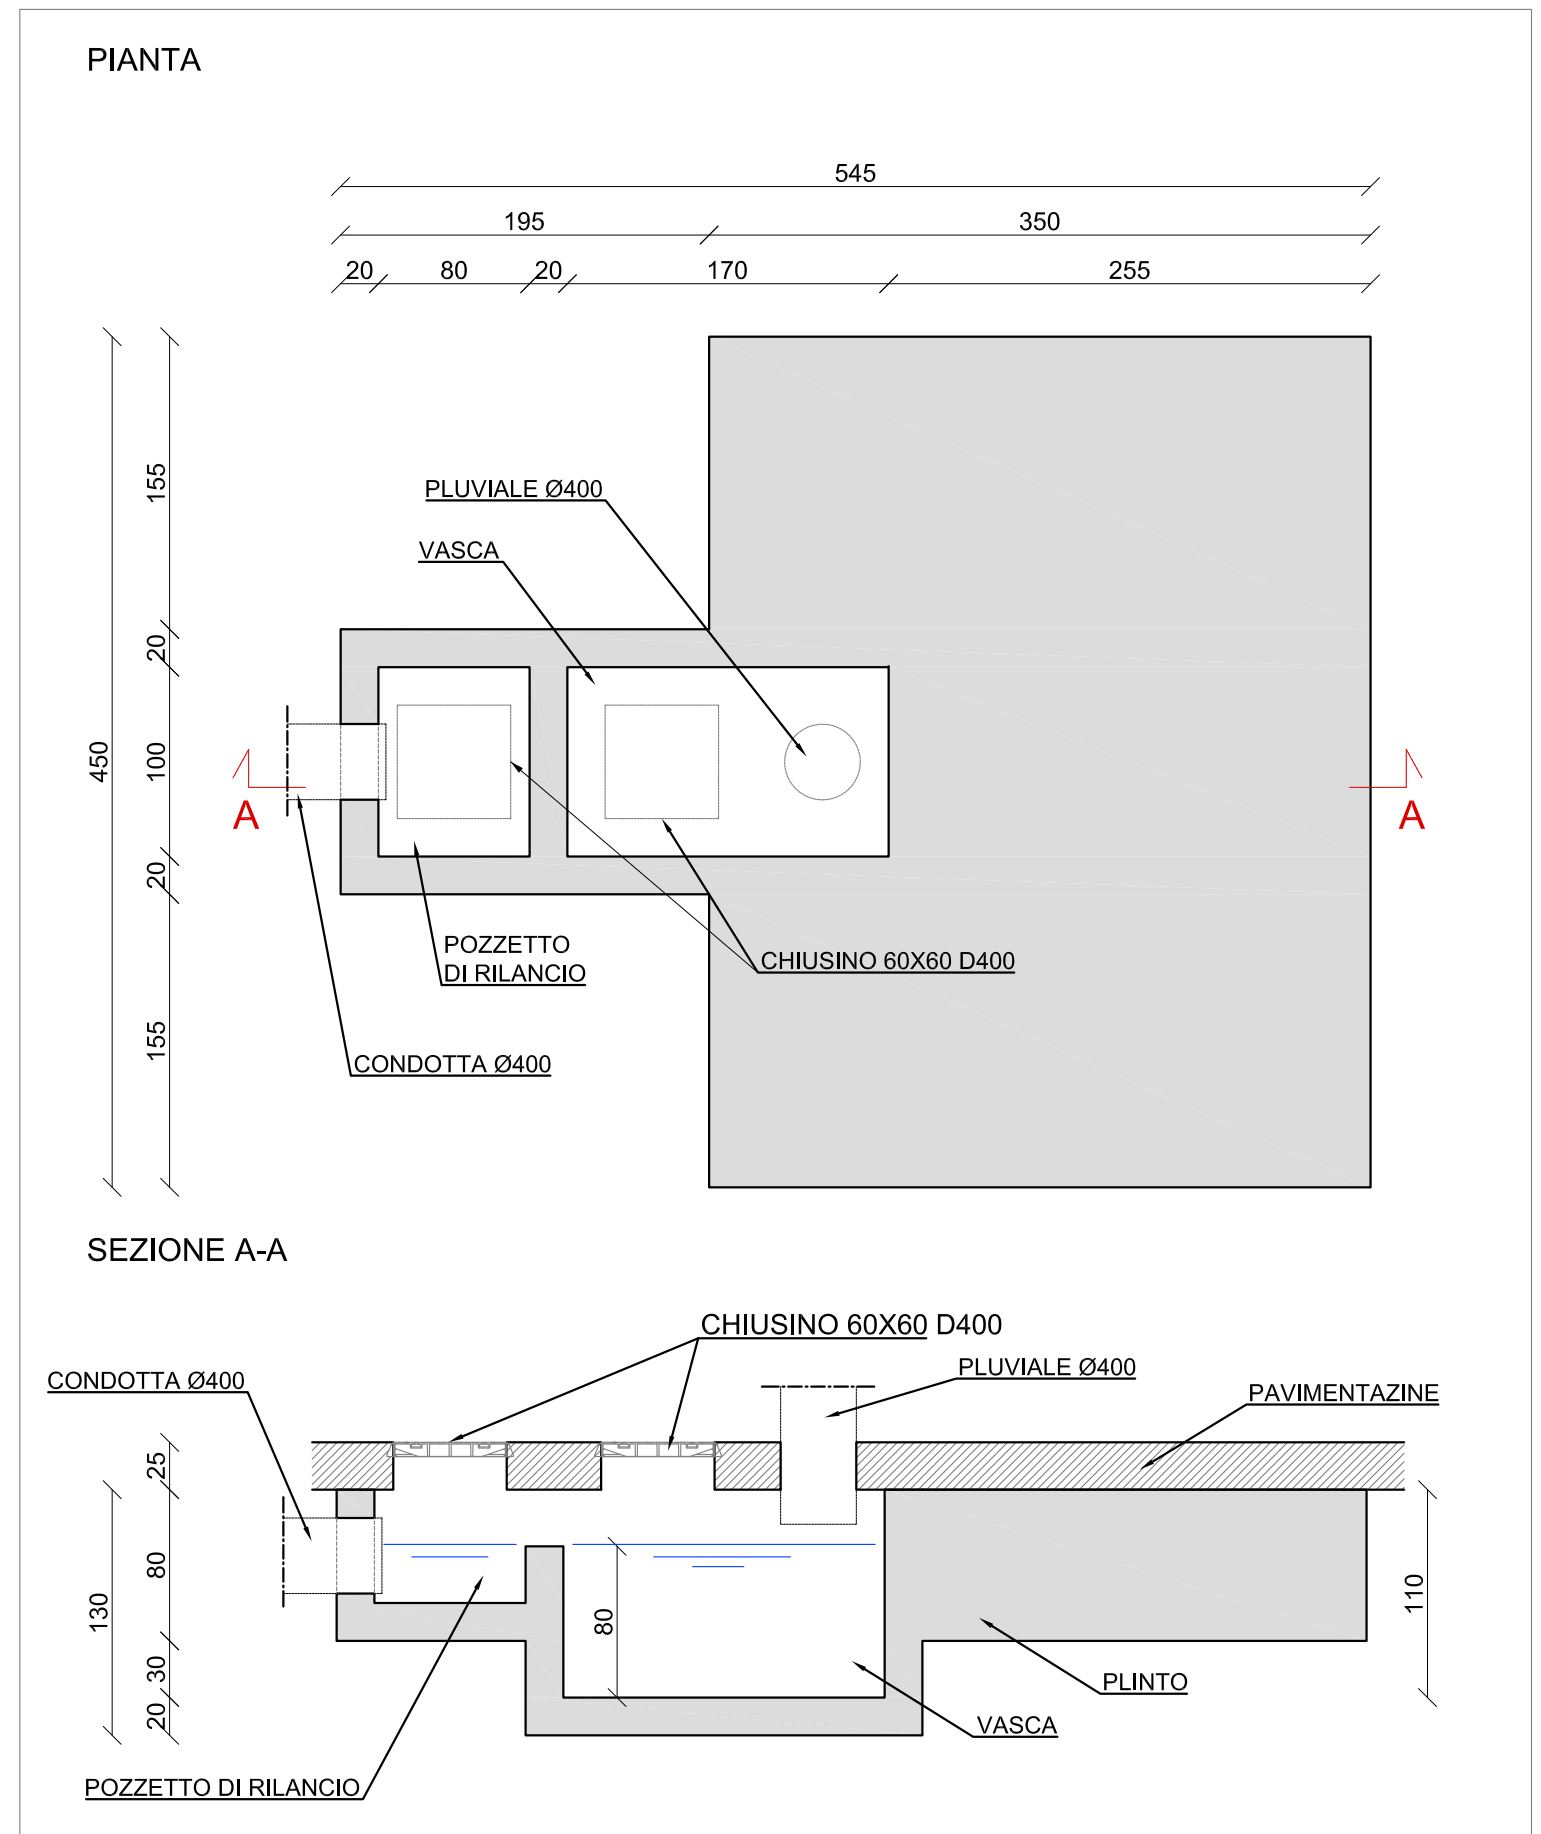 PIANTA
545
195
350
20
80
20
170
255
155
20
100
20
155
450
PLUVIALE Ø400
VASCA
A
A
POZZETTO
DI RILANCIO
CHIUSINO 60X60 D400
CONDOTTA Ø400
SEZIONE A-A
CHIUSINO 60X60 D400
CONDOTTA Ø400
PLUVIALE Ø400
PAVIMENTAZINE
25
80
30
20
130
80
110
PLINTO
VASCA
POZZETTO DI RILANCIO